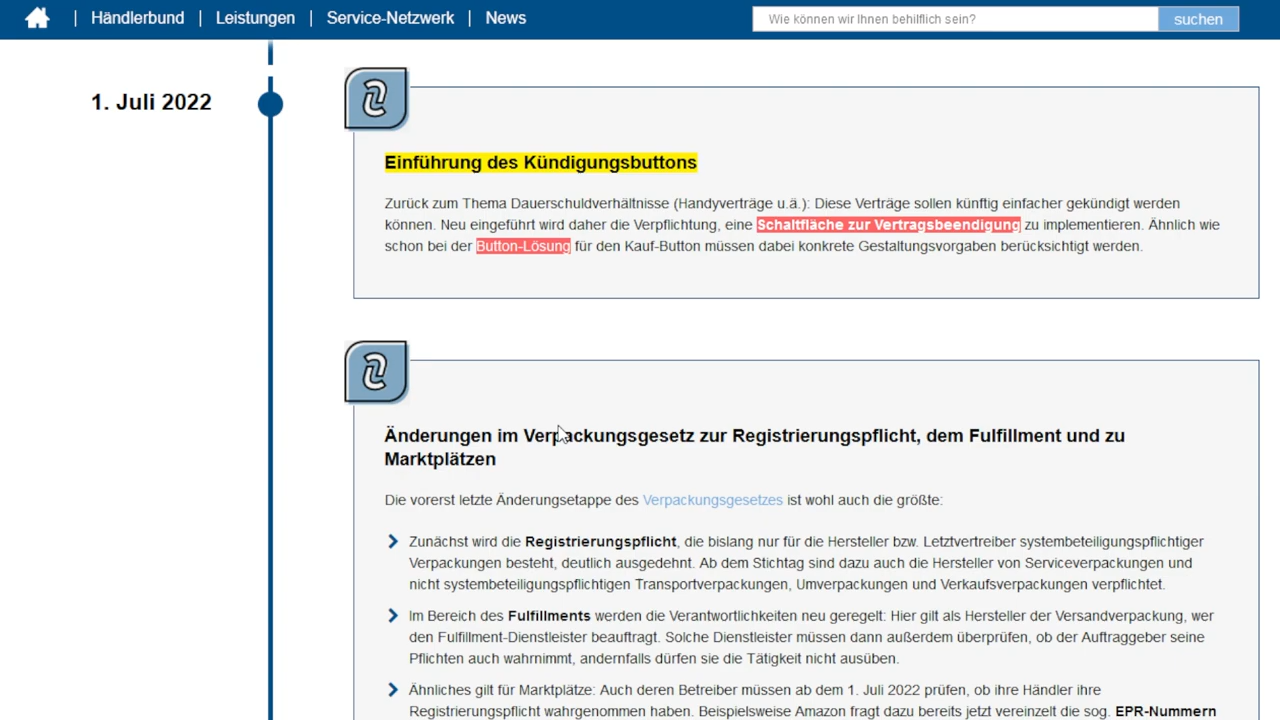 Händlerbund | Leistungen | Service-Netzwerk | News
Wie können wir Ihnen behilflich sein?
suchen
1. Juli 2022
Einführung des Kündigungsbuttons
Zurück zum Thema Dauerschuldverhältnisse (Handyverträge u.ä.): Diese Verträge sollen künftig einfacher gekündigt werden
können. Neu eingeführt wird daher die Verpflichtung, eine Schaltfläche zur Vertragsbeendigung zu implementieren. Ähnlich wie
schon bei der Button-Lösung für den Kauf-Button müssen dabei konkrete Gestaltungsvorgaben berücksichtigt werden.
Änderungen im Verpackungsgesetz zur Registrierungspflicht, dem Fulfillment und zu
Marktplätzen
Die vorerst letzte Änderungsetappe des Verpackungsgesetzes ist wohl auch die größte:
Zunächst wird die Registrierungspflicht, die bislang nur für die Hersteller bzw. Letztvertreiber systembeteiligungspflichtiger
Verpackungen besteht, deutlich ausgedehnt. Ab dem Stichtag sind dazu auch die Hersteller von Serviceverpackungen und
nicht systembeteiligungspflichtigen Transportverpackungen, Umverpackungen und Verkaufsverpackungen verpflichtet.
Im Bereich des Fulfillments werden die Verantwortlichkeiten neu geregelt: Hier gilt als Hersteller der Versandverpackung, wer
den Fulfillment-Dienstleister beauftragt. Solche Dienstleister müssen dann außerdem überprüfen, ob der Auftraggeber seine
Pflichten auch wahrnimmt, andernfalls dürfen sie die Tätigkeit nicht ausüben.
Ähnliches gilt für Marktplätze: Auch deren Betreiber müssen ab dem 1. Juli 2022 prüfen, ob ihre Händler ihre
Registrierungspflicht wahrgenommen haben. Beispielsweise Amazon fragt dazu bereits jetzt vereinzelt die sog. EPR-Nummern